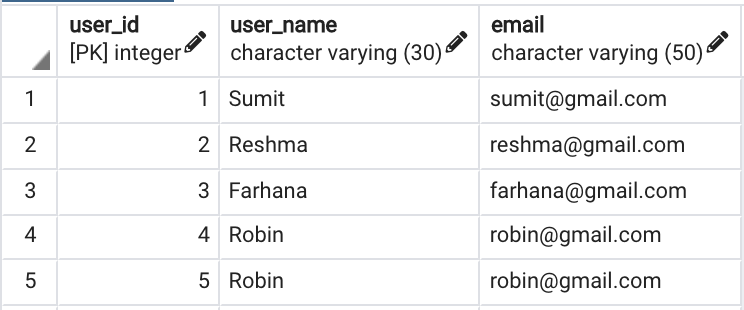 user_id user_name email
[PK] integer character varying (30) character varying (50)
1 1 Sumit sumit@gmail.com
2 2 Reshma reshma@gmail.com
3 3 Farhana farhana@gmail.com
4 4 Robin robin@gmail.com
5 5 Robin robin@gmail.com